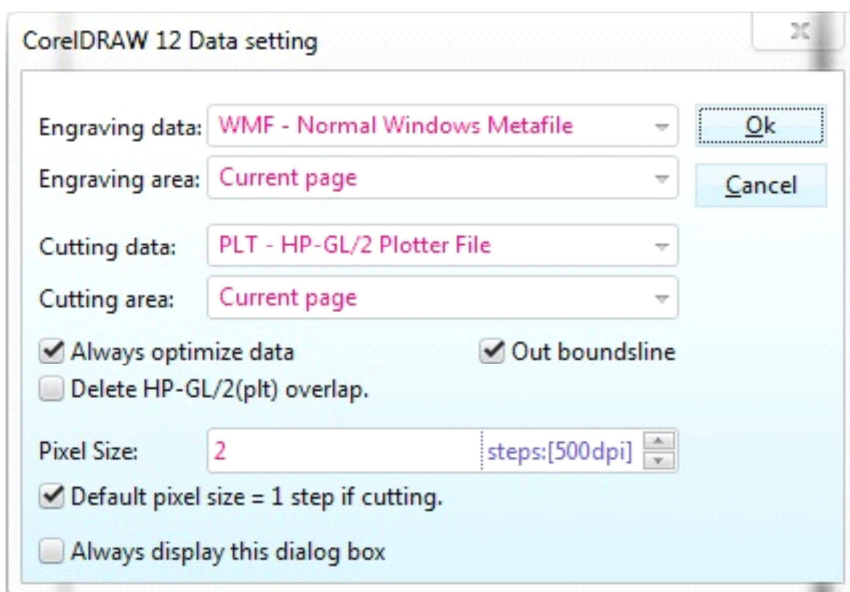 CorelDRAW 12 Data setting
Engraving data: WMF - Normal Windows Metafile Ok
Engraving area: Current page Cancel
Cutting data: PLT - HP-GL/2 Plotter File
Cutting area: Current page
Always optimize data Out boundsline
Delete HP-GL/2(plt) overlap.
Pixel Size: 2 steps:[500dpi]
Default pixel size = 1 step if cutting.
Always display this dialog box